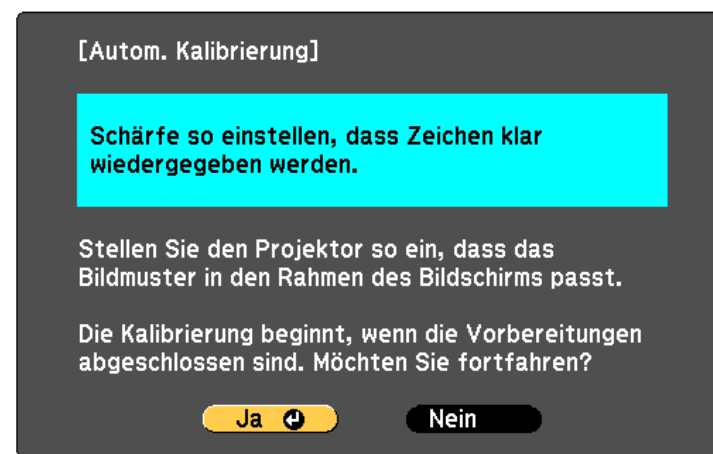 [Autom. Kalibrierung]
Schärfe so einstellen, dass Zeichen klar
wiedergegeben werden.
Stellen Sie den Projektor so ein, dass das
Bildmuster in den Rahmen des Bildschirms passt.
Die Kalibrierung beginnt, wenn die Vorbereitungen
abgeschlossen sind. Möchten Sie fortfahren?
Ja Nein